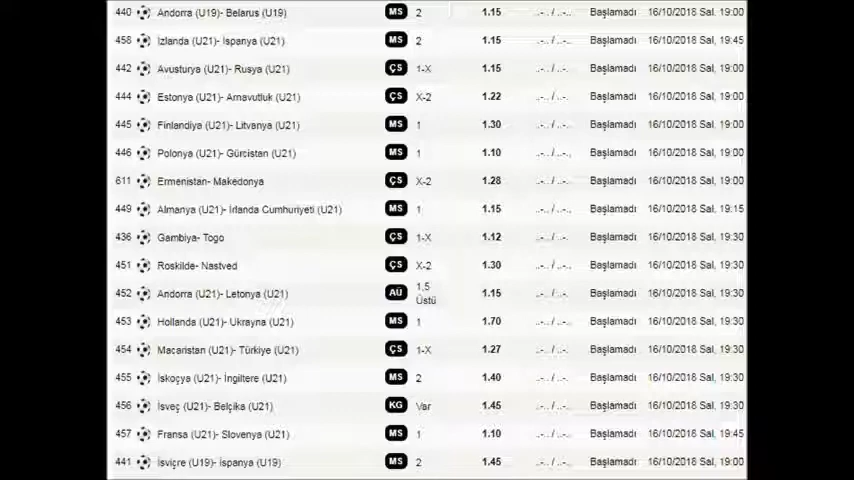 440 Andorra (U19)- Belarus (U19) MS 2 1.15 ..-.. / ..-.. Başlamadı 16/10/2018 Sal, 19:00
458 İzlanda (U21)- İspanya (U21) MS 2 1.15 ..-.. / ..-.. Başlamadı 16/10/2018 Sal, 19:45
442 Avusturya (U21)- Rusya (U21) ÇS 1-X 1.15 ..-.. / ..-.. Başlamadı 16/10/2018 Sal, 19:00
444 Estonya (U21)- Arnavutluk (U21) ÇS X-2 1.22 ..-.. / ..-.. Başlamadı 16/10/2018 Sal, 19:00
445 Finlandiya (U21)- Litvanya (U21) MS 1 1.30 ..-.. / ..-.. Başlamadı 16/10/2018 Sal, 19:00
446 Polonya (U21)- Gürcistan (U21) MS 1 1.10 ..-.. / ..-.. Başlamadı 16/10/2018 Sal, 19:00
611 Ermenistan- Makedonya ÇS X-2 1.28 ..-.. / ..-.. Başlamadı 16/10/2018 Sal, 19:00
449 Almanya (U21)- İrlanda Cumhuriyeti (U21) MS 1 1.15 ..-.. / ..-.. Başlamadı 16/10/2018 Sal, 19:15
436 Gambiya- Togo ÇS 1-X 1.12 ..-.. / ..-.. Başlamadı 16/10/2018 Sal, 19:30
451 Roskilde- Nastved ÇS X-2 1.30 ..-.. / ..-.. Başlamadı 16/10/2018 Sal, 19:30
452 Andorra (U21)- Letonya (U21) AÜ 1,5 Üstü 1.15 ..-.. / ..-.. Başlamadı 16/10/2018 Sal, 19:30
453 Hollanda (U21)- Ukrayna (U21) MS 1 1.70 ..-.. / ..-.. Başlamadı 16/10/2018 Sal, 19:30
454 Macaristan (U21)- Türkiye (U21) ÇS 1-X 1.27 ..-.. / ..-.. Başlamadı 16/10/2018 Sal, 19:30
455 İskoçya (U21)- İngiltere (U21) MS 2 1.40 ..-.. / ..-.. Başlamadı 16/10/2018 Sal, 19:30
456 İsveç (U21)- Belçika (U21) KG Var 1.45 ..-.. / ..-.. Başlamadı 16/10/2018 Sal, 19:30
457 Fransa (U21)- Slovenya (U21) MS 1 1.10 ..-.. / ..-.. Başlamadı 16/10/2018 Sal, 19:45
441 İsviçre (U19)- İspanya (U19) MS 2 1.45 ..-.. / ..-.. Başlamadı 16/10/2018 Sal, 19:00